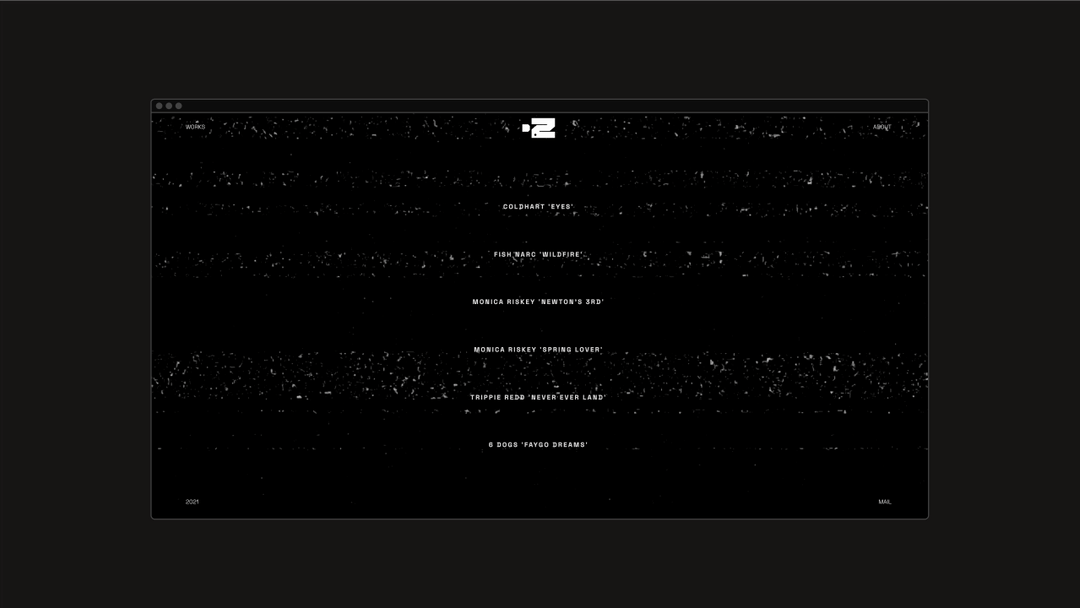 WORKS
ABOUT
COLDHART 'EYES'
FISH NARC 'WILDFIRE'
MONICA RISKEY 'NEWTON'S 3RD'
MONICA RISKEY 'SPRING LOVER'
TRIPPIE REDD 'NEVER EVER LAND'
6 DOGS 'FAYGO DREAMS'
2021
MAIL